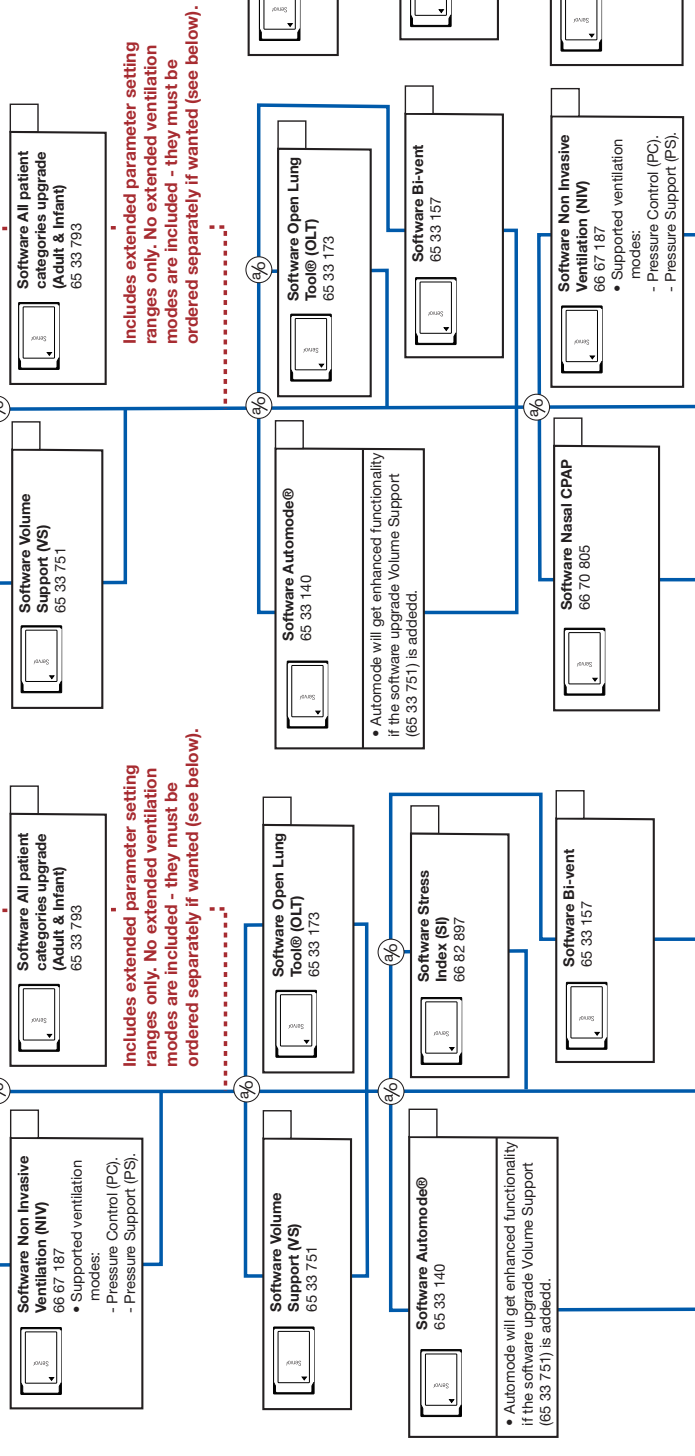 Software Non Invasive
Ventilation (NIV)
66 67 187
• Supported ventilation
modes:
- Pressure Control (PC).
- Pressure Support (PS).
Software All patient
categories upgrade
(Adult & Infant)
65 33 793
Includes extended parameter setting
ranges only. No extended ventilation
modes are included - they must be
ordered separately if wanted (see below).
a/o
Software Volume
Support (VS)
65 33 751
Software Open Lung
Tool® (OLT)
65 33 173
a/o
a/o
Software Automode®
65 33 140
• Automode will get enhanced functionality
if the software upgrade Volume Support
(65 33 751) is addedd.
Software Stress
Index (SI)
66 82 897
Software Bi-vent
65 33 157
Software Volume
Support (VS)
65 33 751
Software All patient
categories upgrade
(Adult & Infant)
65 33 793
Includes extended parameter setting
ranges only. No extended ventilation
modes are included - they must be
ordered separately if wanted (see below).
a/o
a/o
Software Automode®
65 33 140
• Automode will get enhanced functionality
if the software upgrade Volume Support
(65 33 751) is addedd.
Software Open Lung
Tool® (OLT)
65 33 173
Software Bi-vent
65 33 157
a/o
Software Nasal CPAP
66 70 805
Software Non Invasive
Ventilation (NIV)
66 67 187
• Supported ventilation
modes:
- Pressure Control (PC).
- Pressure Support (PS).